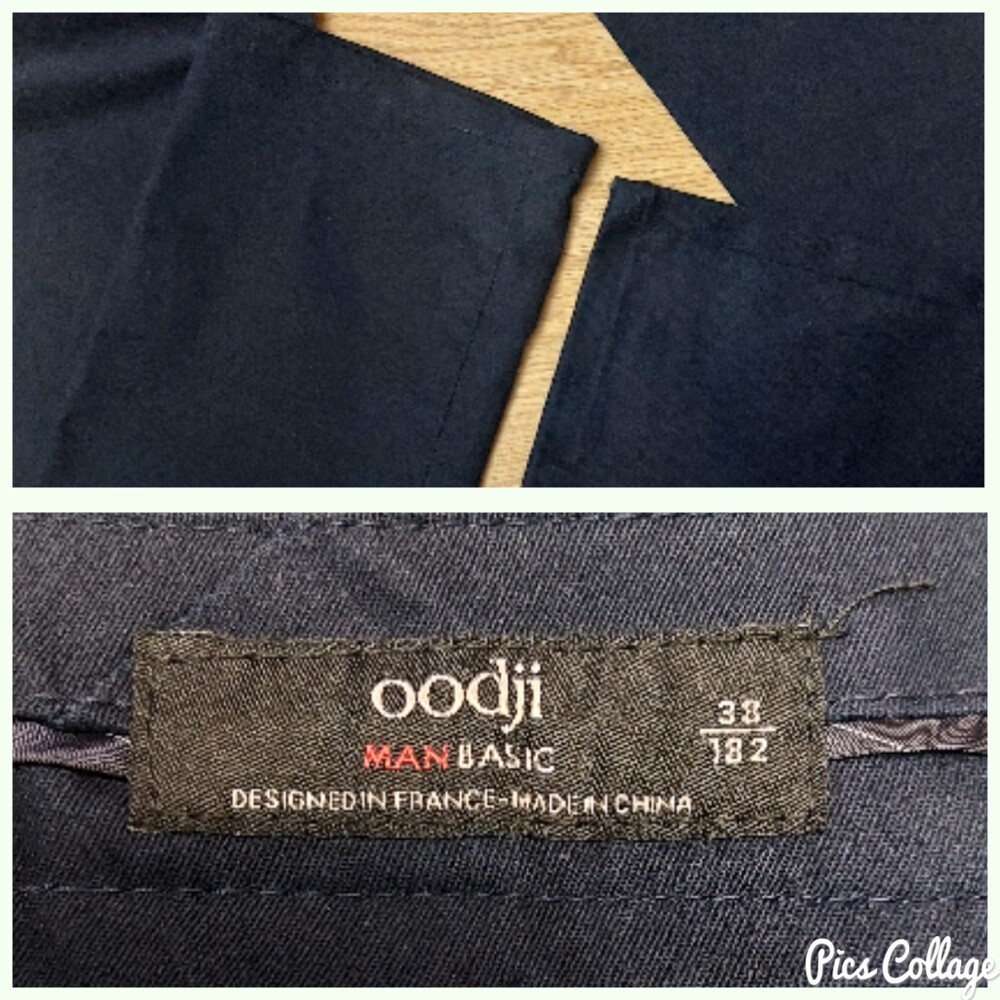 oodji
MAN BASIC
38
182
DESIGNED IN FRANCE-MADE IN CHINA
Pics Collage